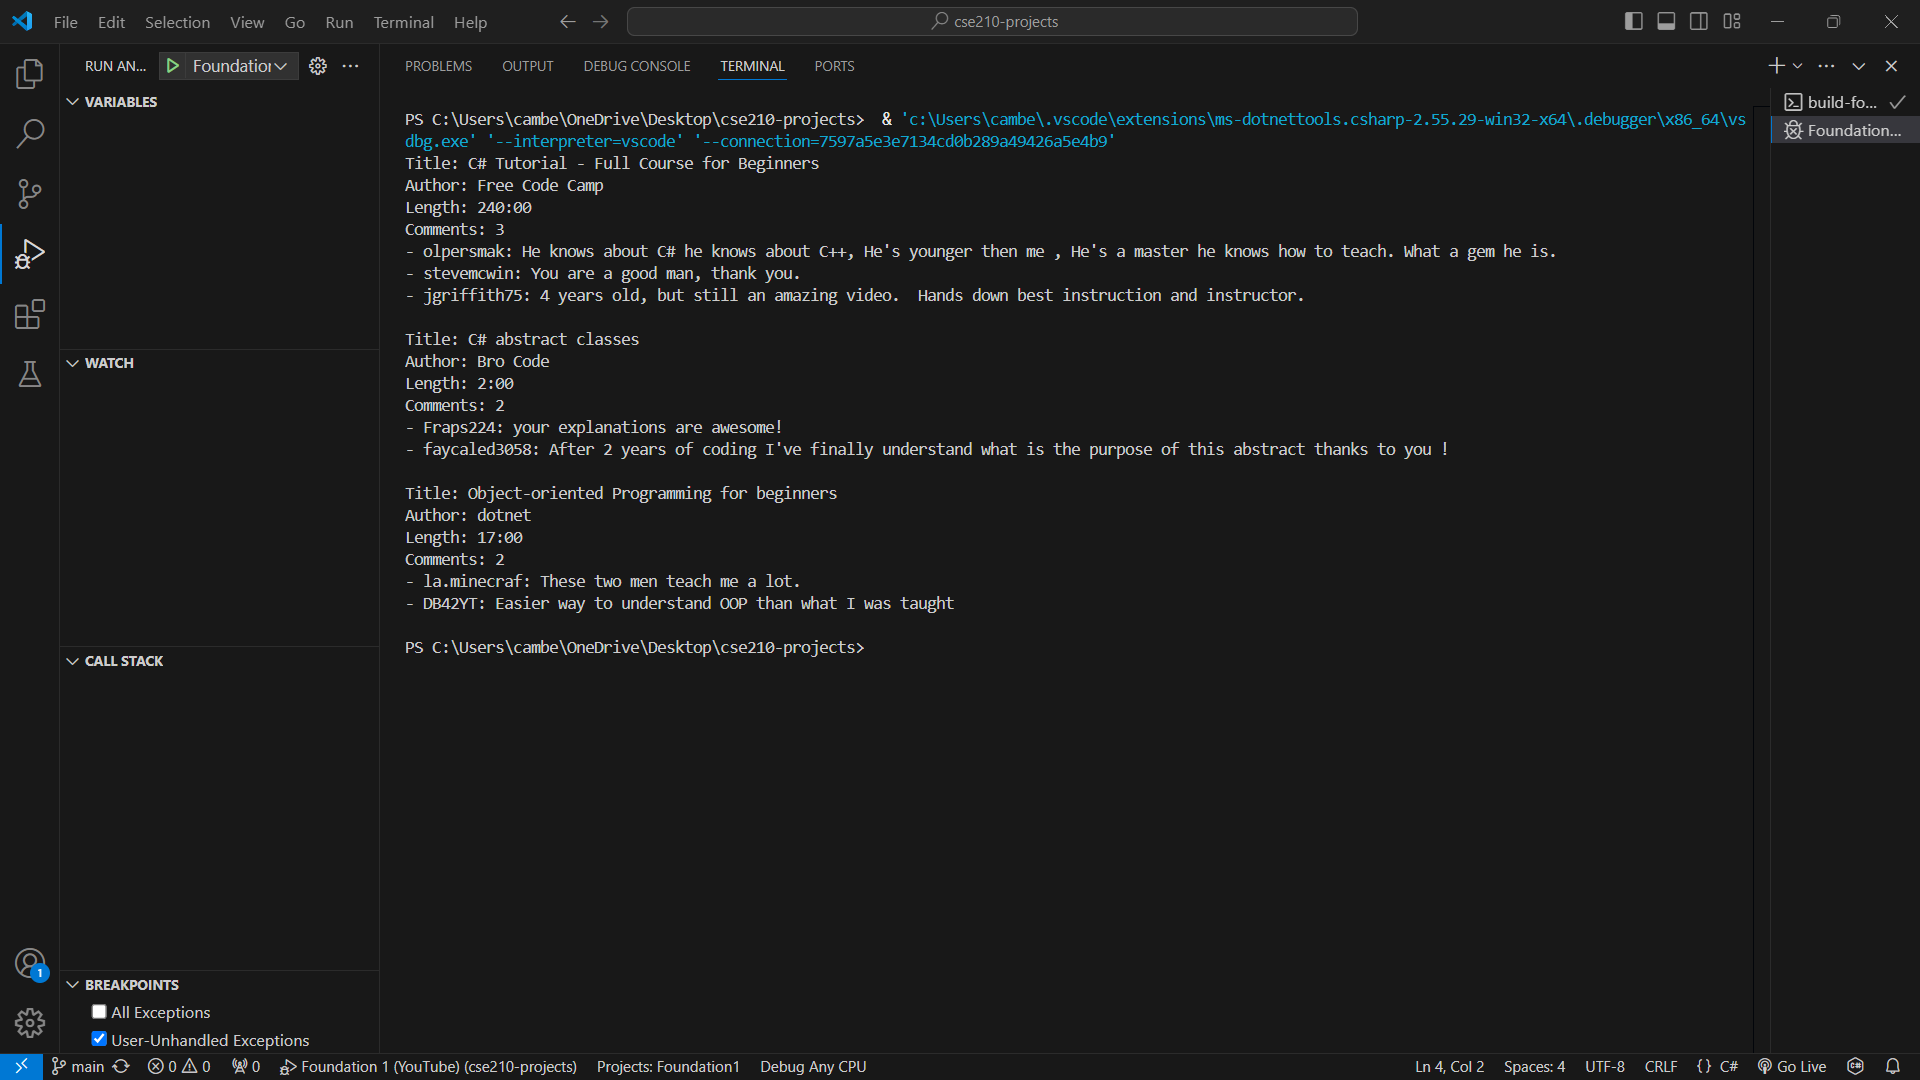 File Edit Selection View Go Run Terminal Help
cse210-projects
RUN AN... Foundation
PROBLEMS OUTPUT DEBUG CONSOLE TERMINAL PORTS
VARIABLES
WATCH
CALL STACK
BREAKPOINTS
All Exceptions
User-Unhandled Exceptions
PS C:\Users\cambe\OneDrive\Desktop\cse210-projects>  & 'c:\Users\cambe\.vscode\extensions\ms-dotnettools.csharp-2.55.29-win32-x64\.debugger\x86_64\vs
dbg.exe' '--interpreter=vscode' '--connection=7597a5e3e7134cd0b289a49426a5e4b9'
Title: C# Tutorial - Full Course for Beginners
Author: Free Code Camp
Length: 240:00
Comments: 3
- olpersmak: He knows about C# he knows about C++, He's younger then me , He's a master he knows how to teach. What a gem he is.
- stevemcwin: You are a good man, thank you.
- jgriffith75: 4 years old, but still an amazing video.  Hands down best instruction and instructor.
Title: C# abstract classes
Author: Bro Code
Length: 2:00
Comments: 2
- Fraps224: your explanations are awesome!
- faycaled3058: After 2 years of coding I've finally understand what is the purpose of this abstract thanks to you !
Title: Object-oriented Programming for beginners
Author: dotnet
Length: 17:00
Comments: 2
- la.minecraf: These two men teach me a lot.
- DB42YT: Easier way to understand OOP than what I was taught
PS C:\Users\cambe\OneDrive\Desktop\cse210-projects>
build-fo...
Foundation...
1
main 0 0 0 Foundation 1 (YouTube) (cse210-projects) Projects: Foundation1 Debug Any CPU Ln 4, Col 2 Spaces: 4 UTF-8 CRLF {} C# Go Live